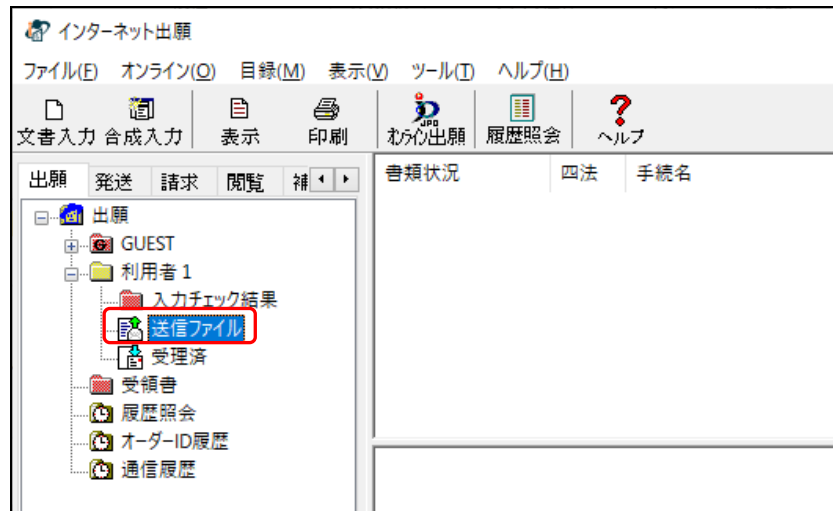 インターネット出願
ファイル(F) オンライン(O) 目録(M) 表示(V) ツール(T) ヘルプ(H)
文書入力 合成入力 表示 印刷 オンライン出願 履歴照会 ヘルプ
出願 発送 請求 閲覧 補
書類状況 四法 手続名
出願
GUEST
利用者1
入力チェック結果
送信ファイル
受理済
受領書
履歴照会
オーダーID履歴
通信履歴